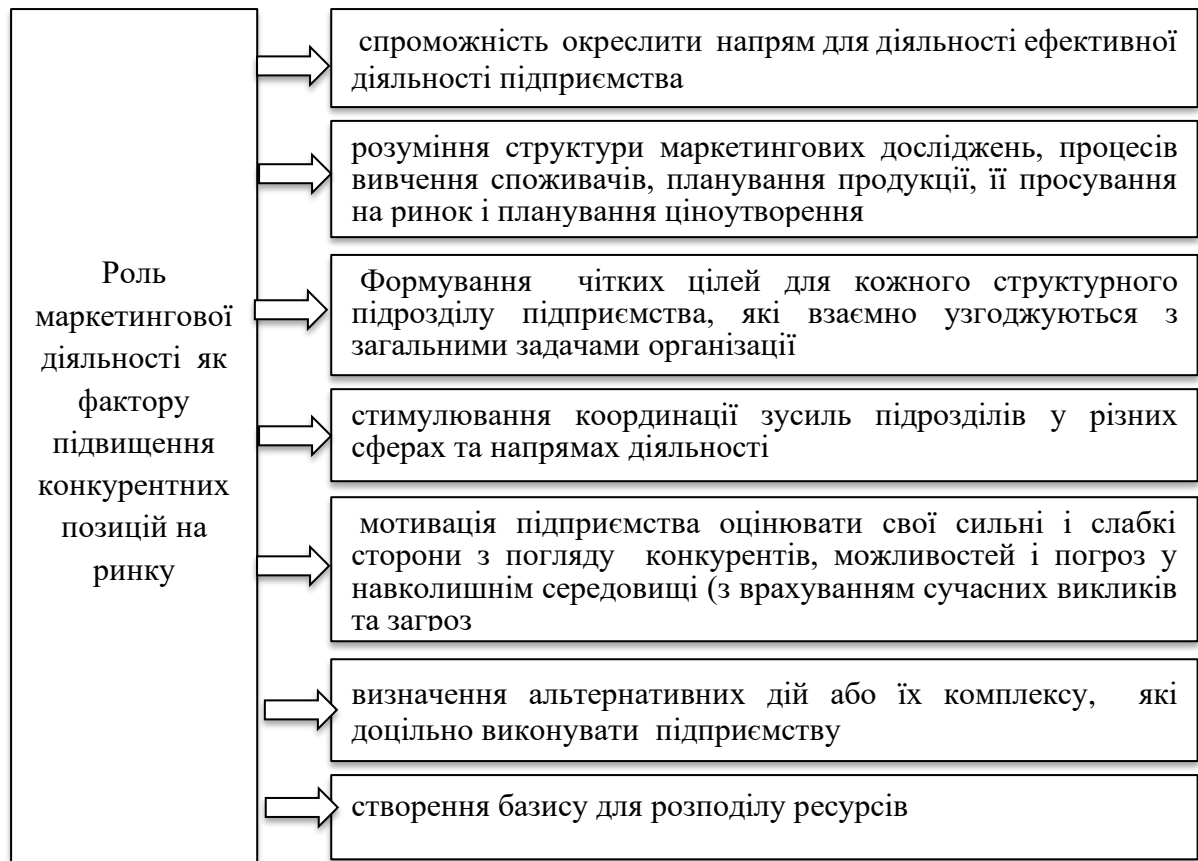 Роль
маркетингової
діяльності як
фактору
підвищення
конкурентних
позицій на
ринку
спроможність окреслити напрям для діяльності ефективної
діяльності підприємства
розуміння структури маркетингових досліджень, процесів
вивчення споживачів, планування продукції, її просування
на ринок і планування ціноутворення
Формування чітких цілей для кожного структурного
підрозділу підприємства, які взаємно узгоджуються з
загальними задачами організації
стимулювання координації зусиль підрозділів у різних
сферах та напрямах діяльності
мотивація підприємства оцінювати свої сильні і слабкі
сторони з погляду конкурентів, можливостей і погроз у
навколишнім середовищі (з врахуванням сучасних викликів
та загроз
визначення альтернативних дій або їх комплексу, які
доцільно виконувати підприємству
створення базису для розподілу ресурсів